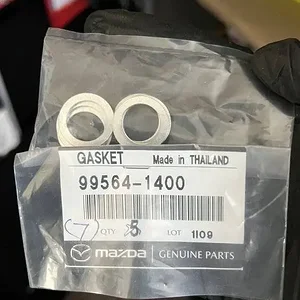 GASKET Made in THAILAND
99564-1400
7 QTY 5 LOT 1109
mazda GENUINE PARTS